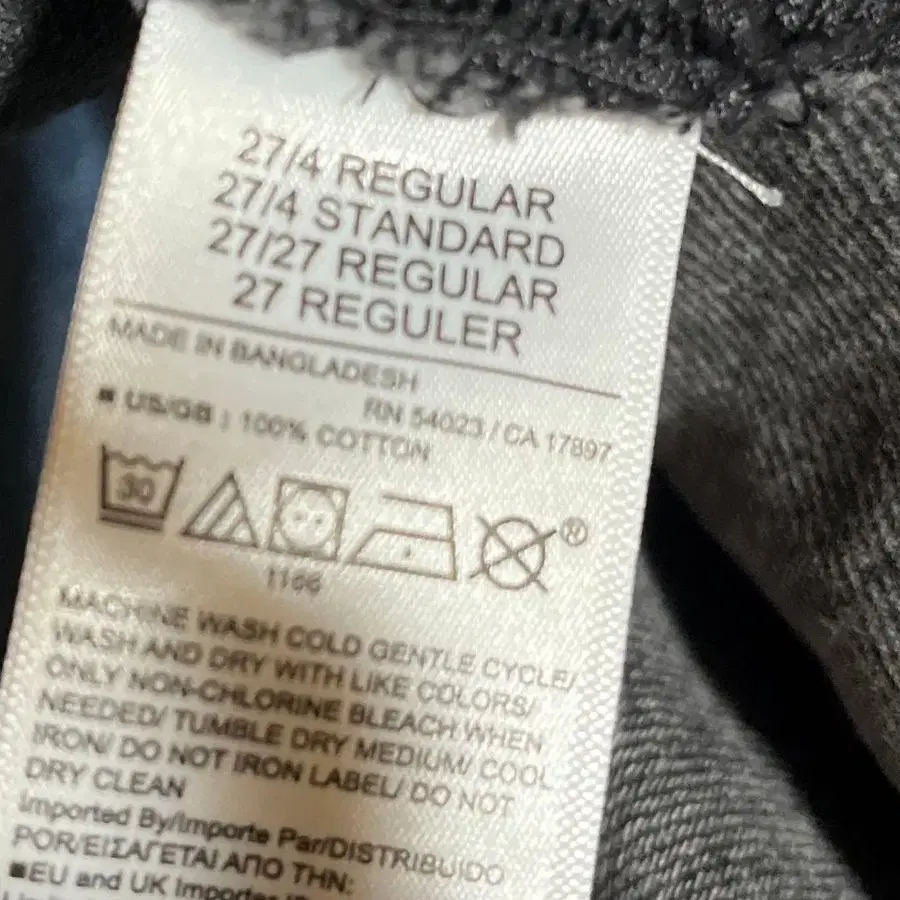 27/4 REGULAR
27/4 STANDARD
27/27 REGULAR
27 REGULER
MADE IN BANGLADESH
RN 54023 / CA 17897
■ US/GB : 100% COTTON
30
®
MACHINE WASH COLD GENTLE CYCLE/
WASH AND DRY WITH LIKE COLORS/
ONLY NON-CHLORINE BLEACH WHEN
NEEDED/ TUMBLE DRY MEDIUM/ COOL
IRON/ DO NOT IRON LABEL/ DO NOT
DRY CLEAN
Imported By/Importe Par/DISTRIBUIDO
POR/ΕΙΣΑΓΕΤΑΙ ΑΠΟ ΤΗΝ:
■EU and UK Importer